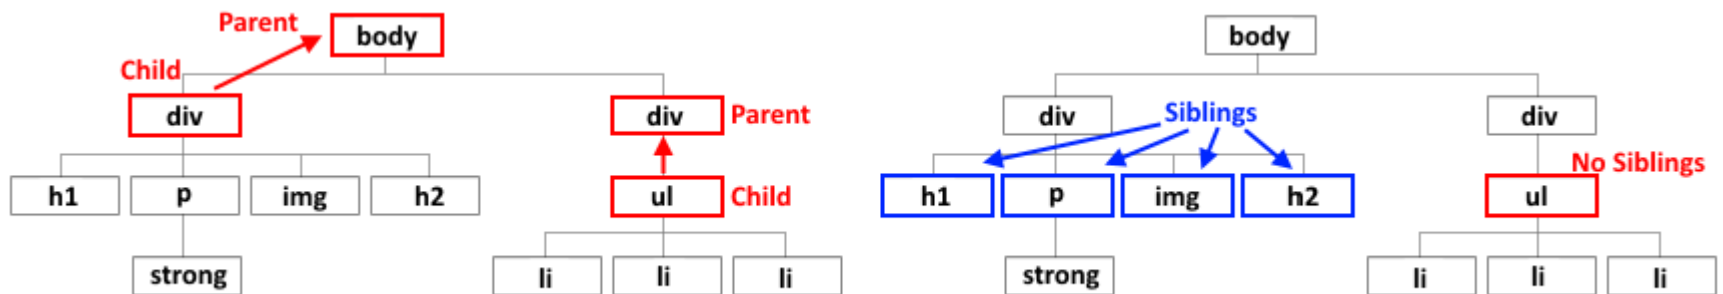 Parent
body
Child
div
div
Parent
h1
p
img
h2
ul
Child
strong
li
li
li
body
div
Siblings
div
No Siblings
h1
p
img
h2
ul
strong
li
li
li